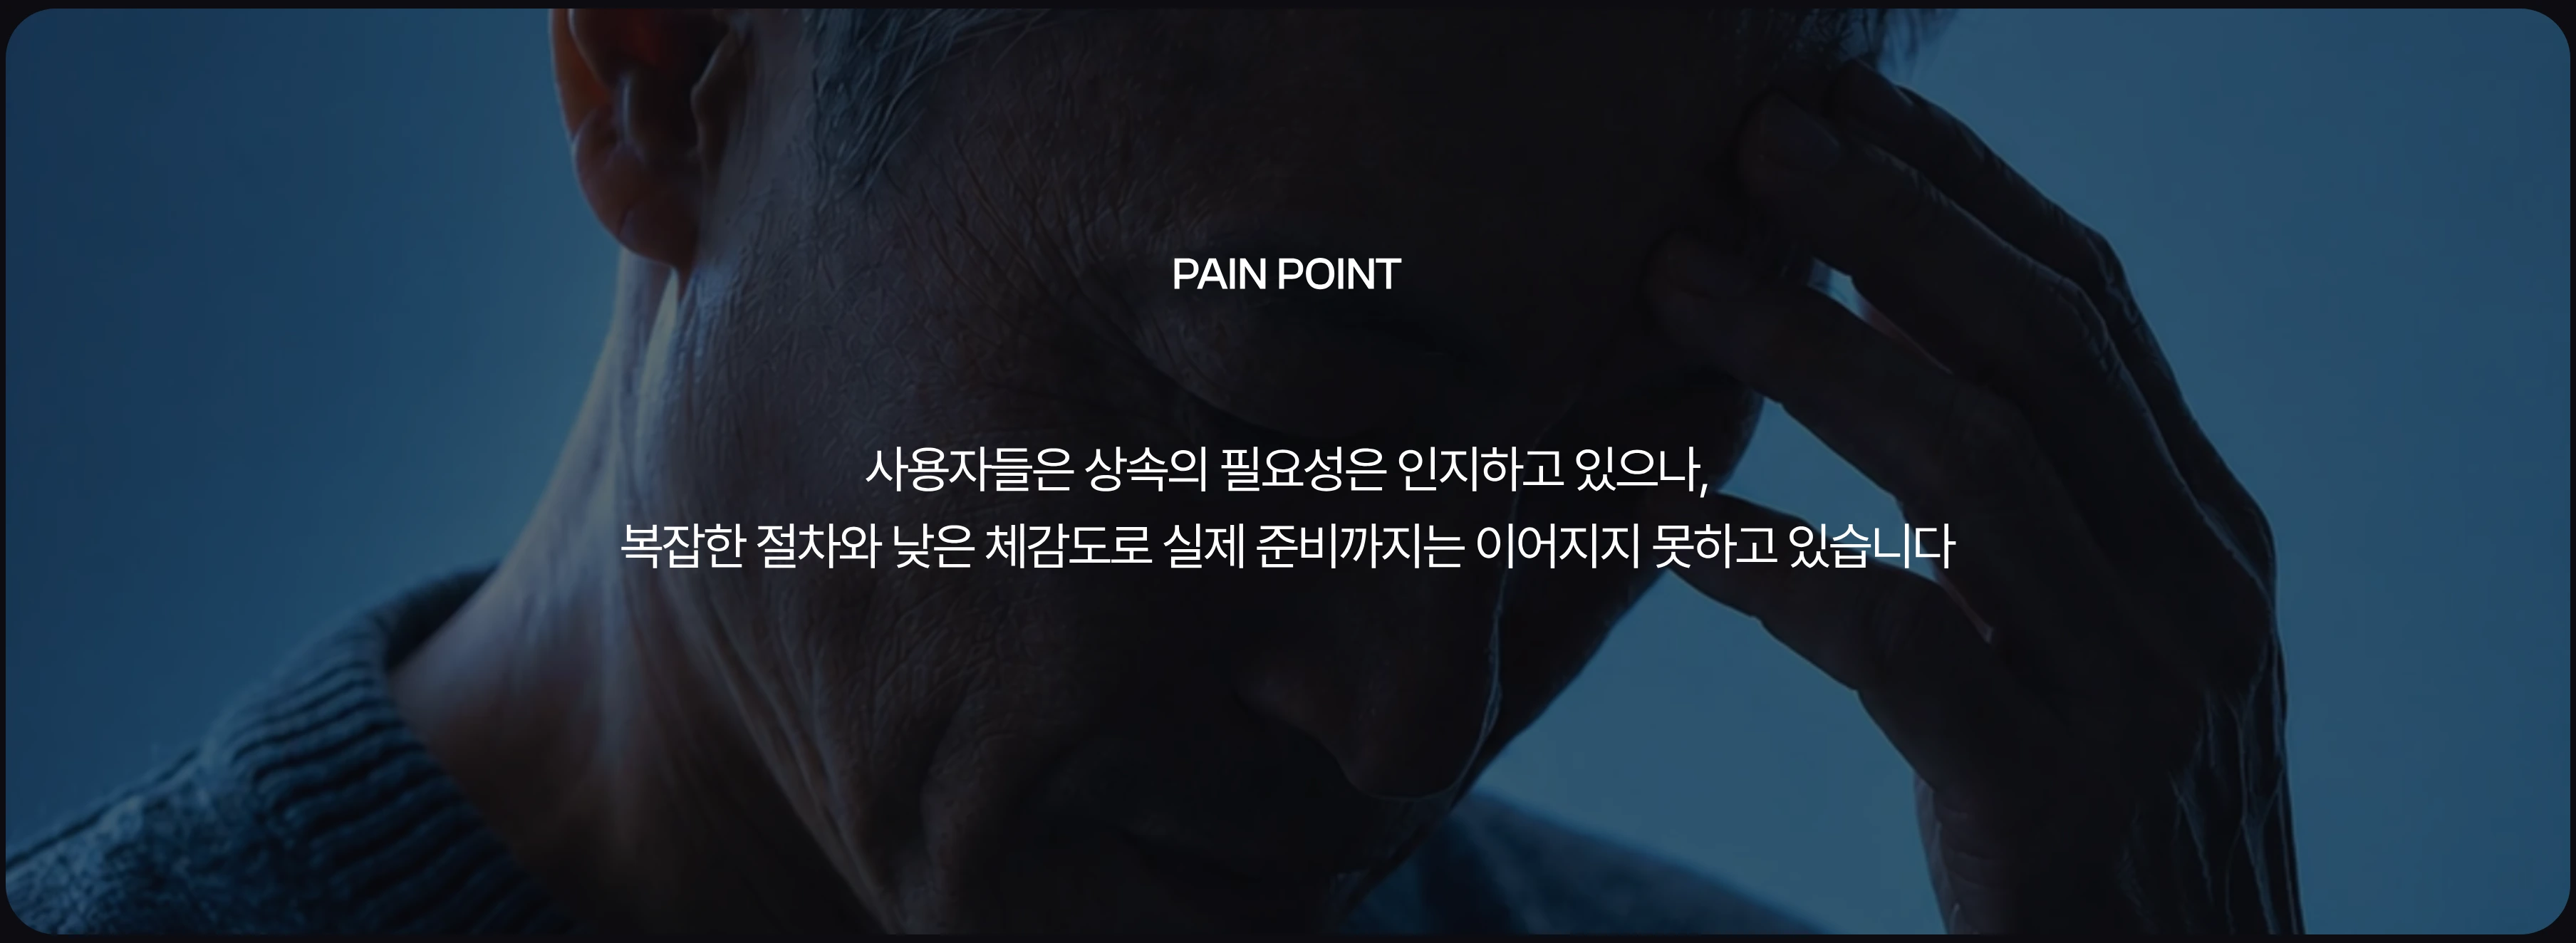 PAIN POINT
사용자들은 상속의 필요성은 인지하고 있으나,
복잡한 절차와 낮은 체감도로 실제 준비까지는 이어지지 못하고 있습니다